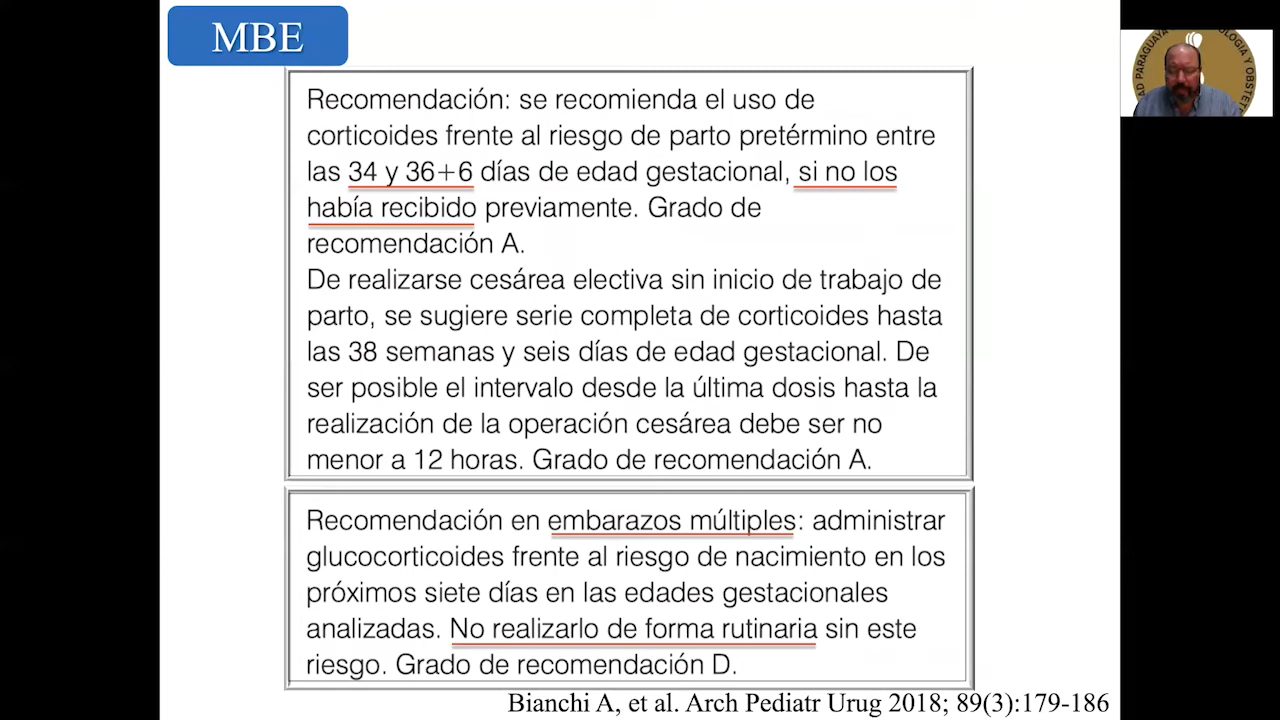 MBE
Recomendación: se recomienda el uso de
corticoides frente al riesgo de parto pretérmino entre
las 34 y 36+6 días de edad gestacional, si no los
había recibido previamente. Grado de
recomendación A.
De realizarse cesárea electiva sin inicio de trabajo de
parto, se sugiere serie completa de corticoides hasta
las 38 semanas y seis días de edad gestacional. De
ser posible el intervalo desde la última dosis hasta la
realización de la operación cesárea debe ser no
menor a 12 horas. Grado de recomendación A.
Recomendación en embarazos múltiples: administrar
glucocorticoides frente al riesgo de nacimiento en los
próximos siete días en las edades gestacionales
analizadas. No realizarlo de forma rutinaria sin este
riesgo. Grado de recomendación D.
Bianchi A, et al. Arch Pediatr Urug 2018; 89(3):179-186